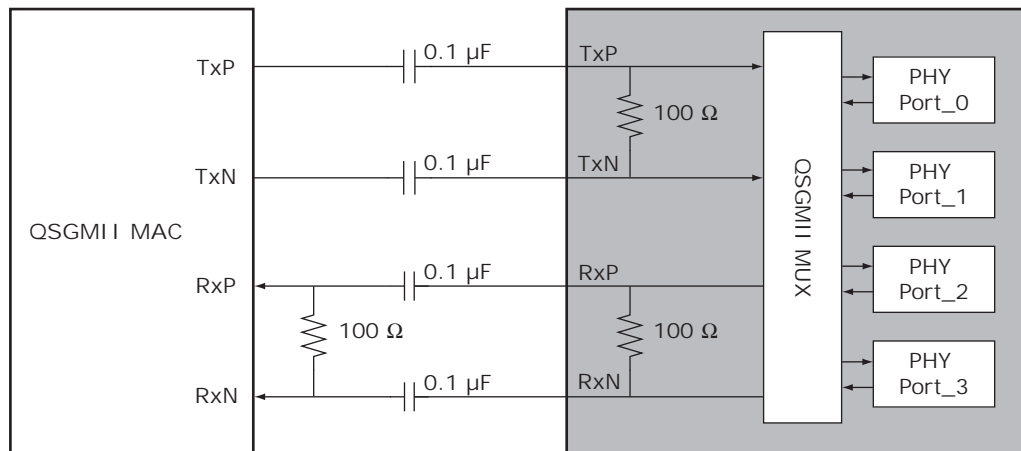 QSGMII MAC
TxP
0.1 µF
TxP
100 Ω
TxN
0.1 µF
TxN
RxP
0.1 µF
RxP
100 Ω
100 Ω
RxN
0.1 µF
RxN
QSGMII MUX
PHY
Port_0
PHY
Port_1
PHY
Port_2
PHY
Port_3